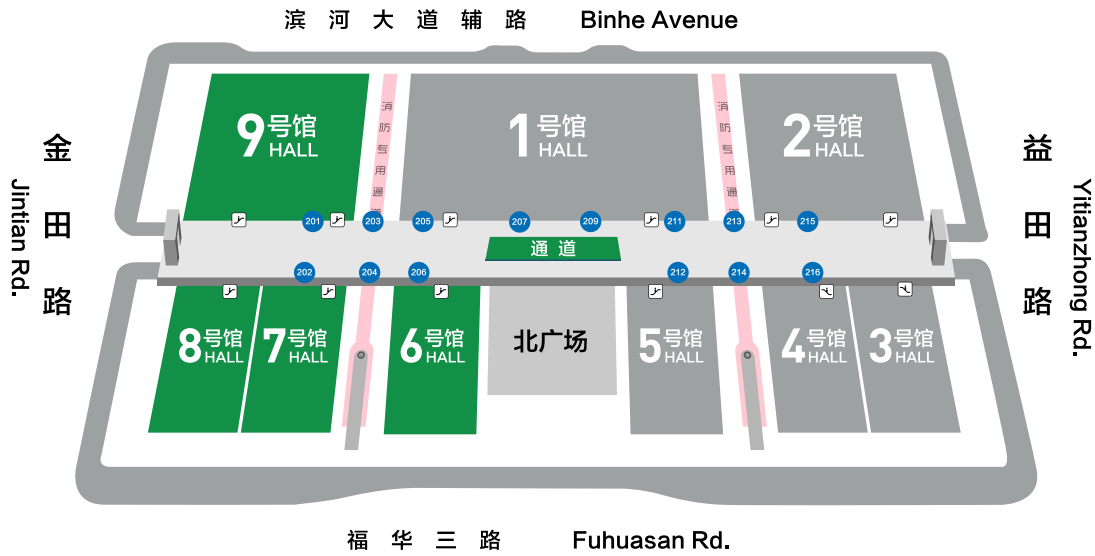 滨河大道辅路 Binhe Avenue
金田路
Jintian Rd.
益田路
Yitianzhong Rd.
9号馆
HALL
消防专用通道
1号馆
HALL
消防专用通道
2号馆
HALL
201
203
205
207
209
211
213
215
通道
202
204
206
212
214
216
8号馆
HALL
7号馆
HALL
6号馆
HALL
北广场
5号馆
HALL
4号馆
HALL
3号馆
HALL
福华三路 Fuhuasan Rd.